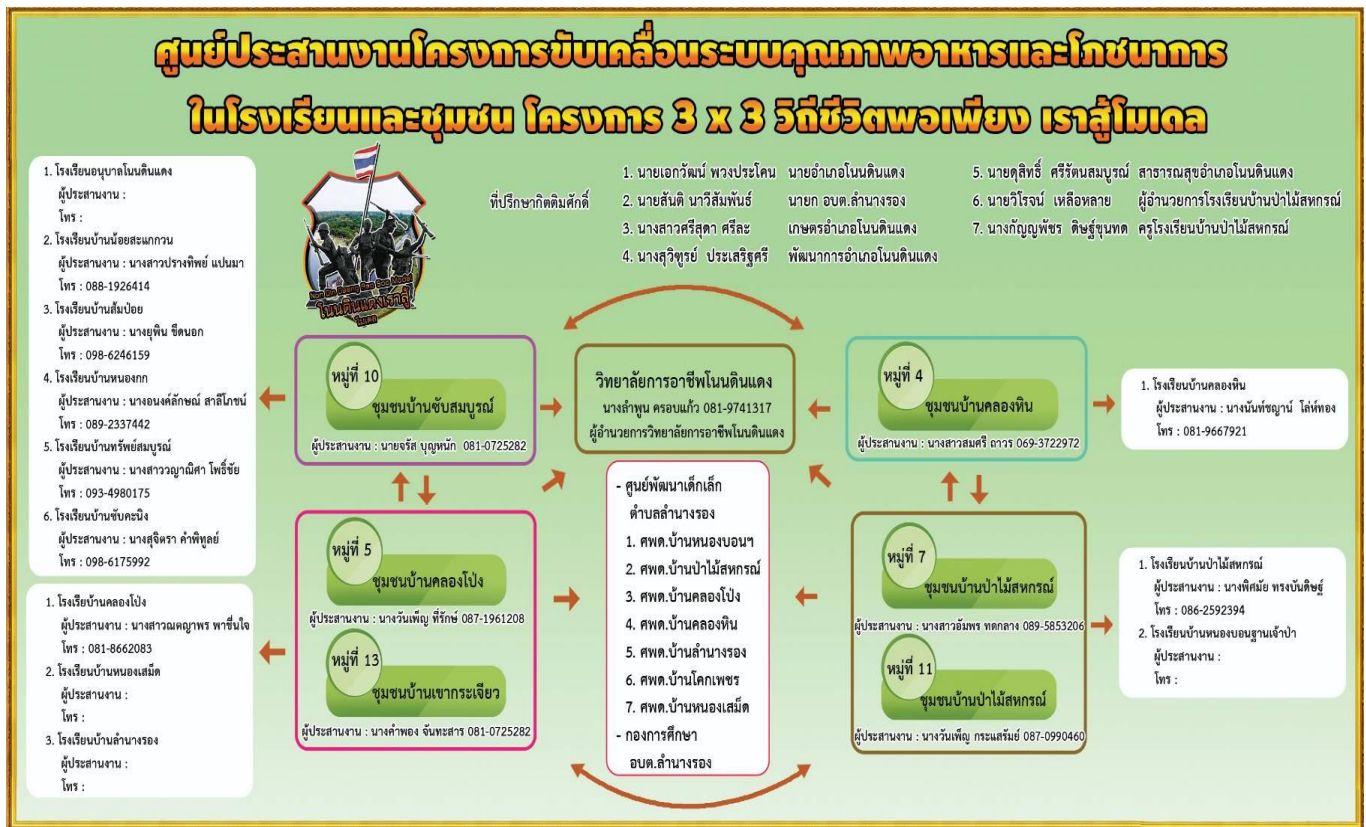 ศูนย์ประสานงานโครงการขับเคลื่อนระบบคุณภาพอาหารและโภชนาการ
ในโรงเรียนและชุมชน โครงการ 3 x 3 วิถีชีวิตพอเพียง เราสู้โมเดล
1. โรงเรียนอนุบาลโนนดินแดง
ผู้ประสานงาน :
โทร :
2. โรงเรียนบ้านน้อยสะแกกวน
ผู้ประสานงาน : นางสาวปรางทิพย์ แปนมา
โทร : 088-1926414
3. โรงเรียนบ้านส้มป่อย
ผู้ประสานงาน : นางยุพิน ขีดนอก
โทร : 098-6246159
4. โรงเรียนบ้านหนองกก
ผู้ประสานงาน : นางอนงค์ลักษณ์ สาลีโภชน์
โทร : 089-2337442
5. โรงเรียนบ้านทรัพย์สมบูรณ์
ผู้ประสานงาน : นางสาววญาณิศา โพธิ์ชัย
โทร : 093-4980175
6. โรงเรียนบ้านซับคะนิง
ผู้ประสานงาน : นางสุจิตรา คำพิทูลย์
โทร : 098-6175992
1. โรงเรียบ้านคลองโป่ง
ผู้ประสานงาน : นางสาวณตญาพร พาชื่นใจ
โทร : 081-8662083
2. โรงเรียนบ้านหนองเสม็ด
ผู้ประสานงาน :
โทร :
3. โรงเรียนบ้านลำนางรอง
ผู้ประสานงาน :
โทร :
Non Din Daeng Rao Soo Model
โนนดินแดงเราสู้
โมเดล
ที่ปรึกษากิตติมศักดิ์
1. นายเอกวัฒน์ พวงประโคน นายอำเภอโนนดินแดง
2. นายสันติ นาวีสัมพันธ์ นายก อบต.ลำนางรอง
3. นางสาวศรีสุดา ศรีละ เกษตรอำเภอโนนดินแดง
4. นางสุวิฑูรย์ ประเสริฐศรี พัฒนาการอำเภอโนนดินแดง
5. นายดุสิทธิ์ ศรีรัตนสมบูรณ์ สาธารณสุขอำเภอโนนดินแดง
6. นายวิโรจน์ เหลือหลาย ผู้อำนวยการโรงเรียนบ้านป่าไม้สหกรณ์
7. นางกัญญพัชร ดิษฐ์ขุนทด ครูโรงเรียนบ้านป่าไม้สหกรณ์
หมู่ที่ 10
ชุมชนบ้านซับสมบูรณ์
ผู้ประสานงาน : นายจรัส บุญหนัก 081-0725282
หมู่ที่ 5
ชุมชนบ้านคลองโป่ง
ผู้ประสานงาน : นางวันเพ็ญ ที่รักษ์ 087-1961208
หมู่ที่ 13
ชุมชนบ้านเขากระเจียว
ผู้ประสานงาน : นางคำพอง จันทะสาร 081-0725282
วิทยาลัยการอาชีพโนนดินแดง
นางลำพูน ครอบแก้ว 081-9741317
ผู้อำนวยการวิทยาลัยการอาชีพโนนดินแดง
- ศูนย์พัฒนาเด็กเล็ก
ตำบลลำนางรอง
1. ศพด.บ้านหนองบอนฯ
2. ศพด.บ้านป่าไม้สหกรณ์
3. ศพด.บ้านคลองโป่ง
4. ศพด.บ้านคลองหิน
5. ศพด.บ้านลำนางรอง
6. ศพด.บ้านโคกเพชร
7. ศพด.บ้านหนองเสม็ด
- กองการศึกษา
อบต.ลำนางรอง
หมู่ที่ 4
ชุมชนบ้านคลองหิน
ผู้ประสานงาน : นางสาวสมศรี ถาวร 069-3722972
หมู่ที่ 7
ชุมชนบ้านป่าไม้สหกรณ์
ผู้ประสานงาน : นางสาวอัมพร ทตกลาง 089-5853206
หมู่ที่ 11
ชุมชนบ้านป่าไม้สหกรณ์
ผู้ประสานงาน : นางวันเพ็ญ กระแสรัมย์ 087-0990460
1. โรงเรียนบ้านคลองหิน
ผู้ประสานงาน : นางนันท์ชญาน์ โล่ห์ทอง
โทร : 081-9667921
1. โรงเรียนบ้านป่าไม้สหกรณ์
ผู้ประสานงาน : นางพิศมัย ทรงบันดิษฐ์
โทร : 086-2592394
2. โรงเรียนบ้านหนองบอนฐานเจ้าป่า
ผู้ประสานงาน :
โทร :